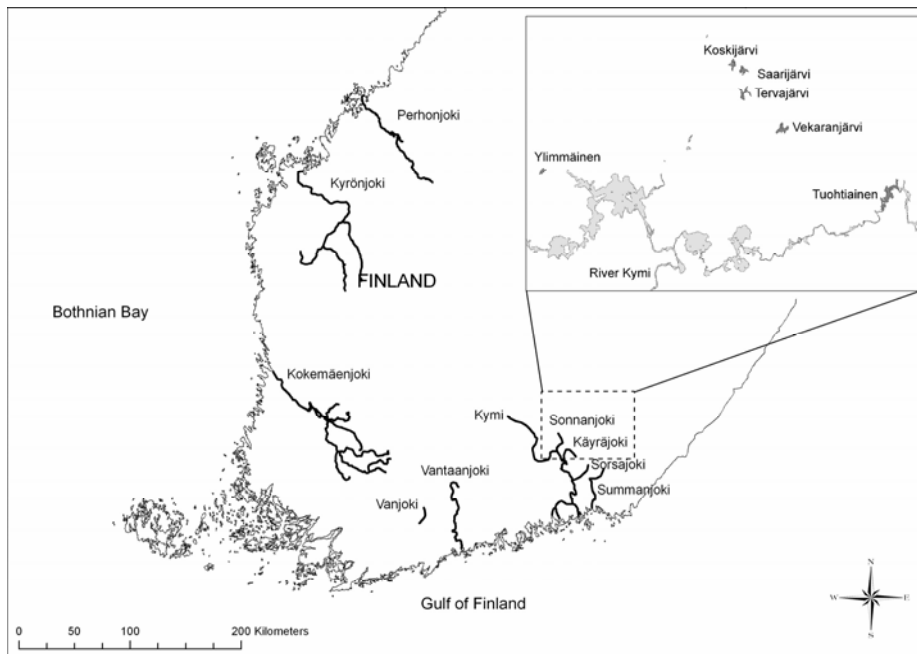 Koskijärvi
Saarijärvi
Tervajärvi
Vekaranjärvi
Ylimmäinen
Tuohtiainen
River Kymi
Perhonjoki
Kyrönjoki
FINLAND
Bothnian Bay
Kokemäenjoki
Kymi
Sonnanjoki
Käyräjoki
Sorsajoki
Summanjoki
Vantaanjoki
Vanjoki
Gulf of Finland
N
W E
S
0 50 100 200 Kilometers